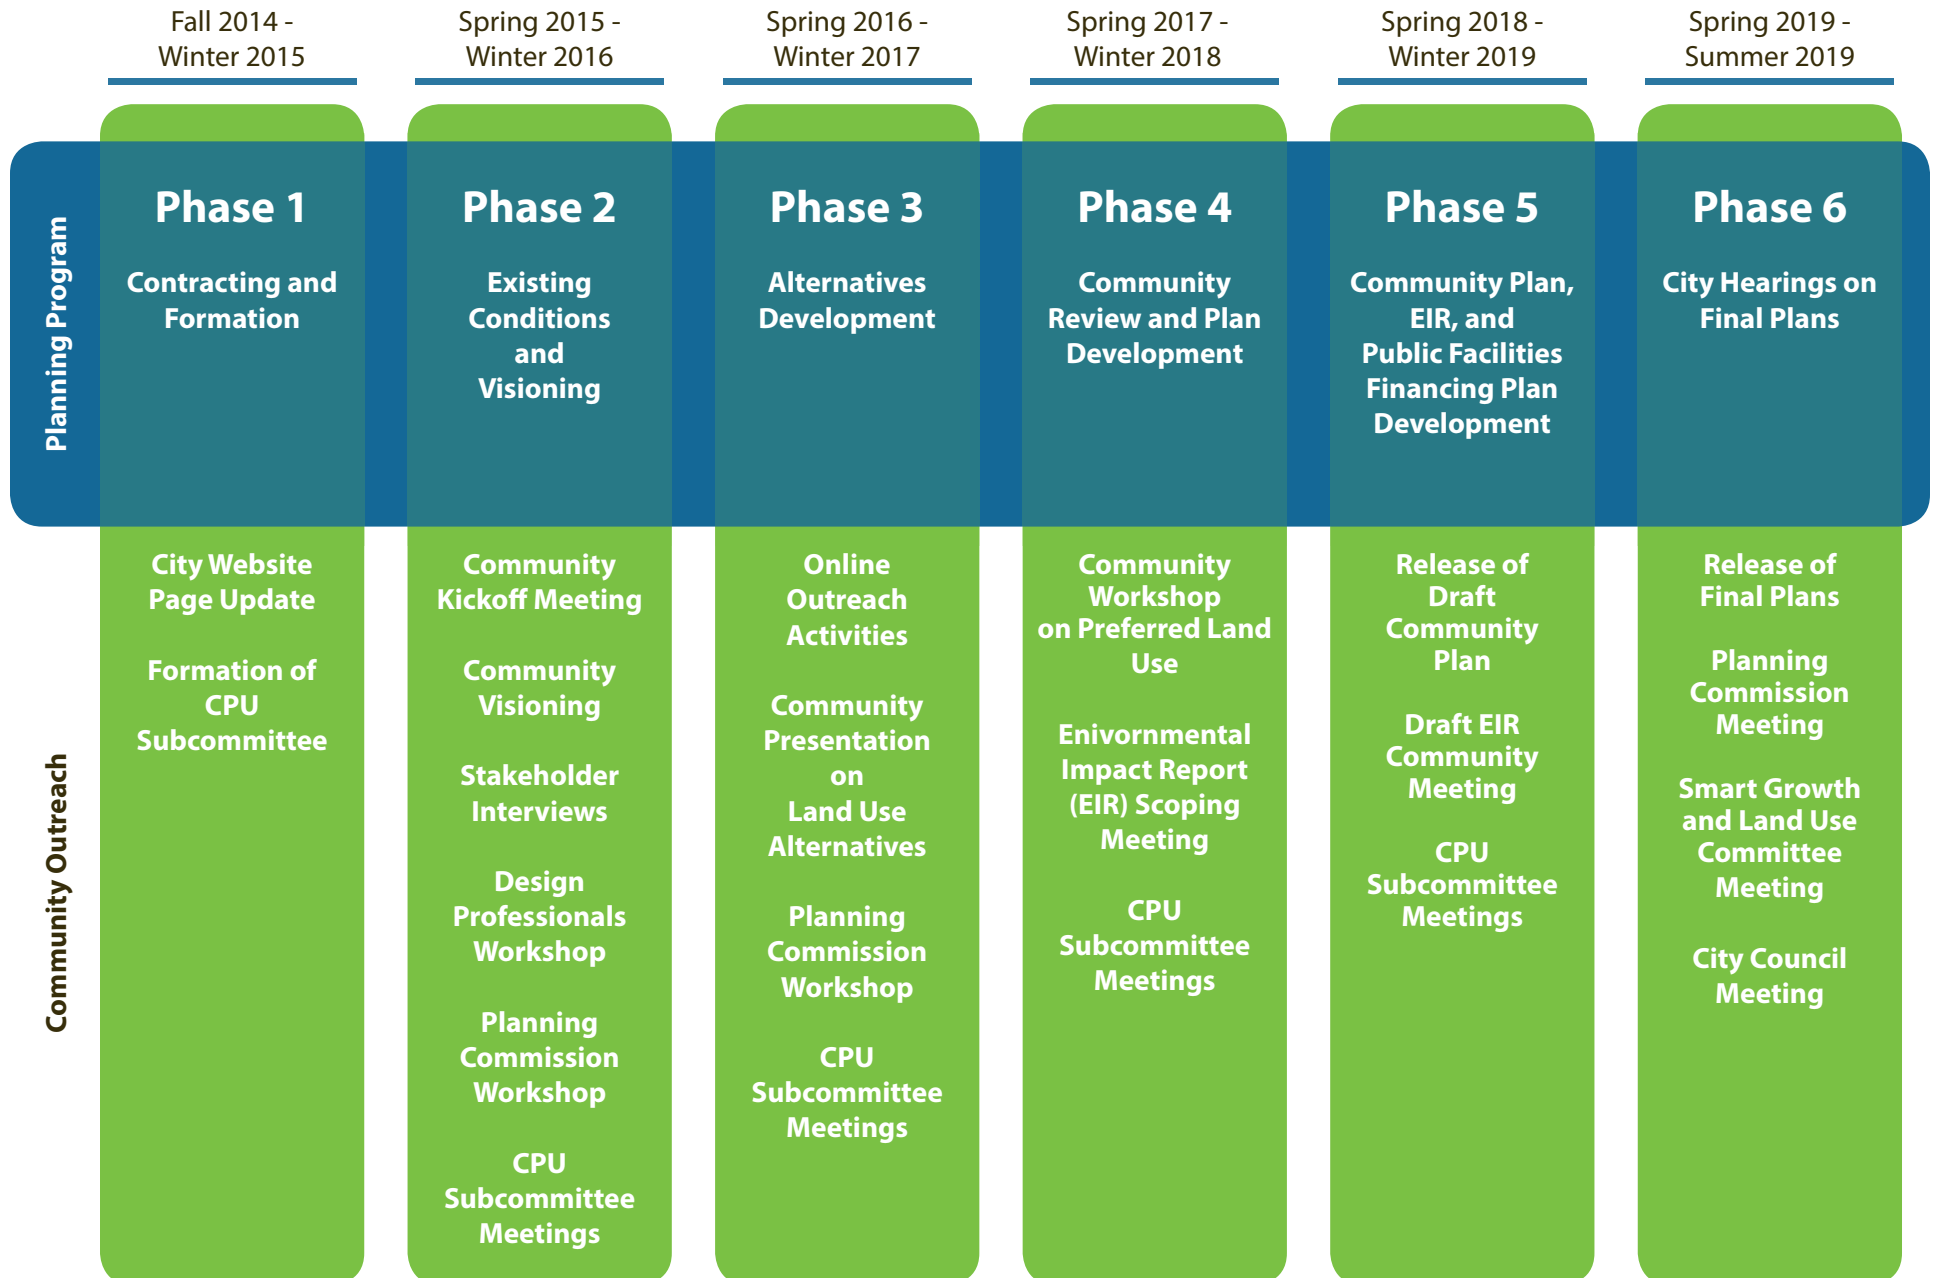 Fall 2014 -
Winter 2015
Spring 2015 -
Winter 2016
Spring 2016 -
Winter 2017
Spring 2017 -
Winter 2018
Spring 2018 -
Winter 2019
Spring 2019 -
Summer 2019
Planning Program
Phase 1
Contracting and
Formation
Phase 2
Existing
Conditions
and
Visioning
Phase 3
Alternatives
Development
Phase 4
Community
Review and Plan
Development
Phase 5
Community Plan,
EIR, and
Public Facilities
Financing Plan
Development
Phase 6
City Hearings on
Final Plans
Community Outreach
City Website
Page Update
Formation of
CPU
Subcommittee
Community
Kickoff Meeting
Community
Visioning
Stakeholder
Interviews
Design
Professionals
Workshop
Planning
Commission
Workshop
CPU
Subcommittee
Meetings
Online
Outreach
Activities
Community
Presentation
on
Land Use
Alternatives
Planning
Commission
Workshop
CPU
Subcommittee
Meetings
Community
Workshop
on Preferred Land
Use
Enivornmental
Impact Report
(EIR) Scoping
Meeting
CPU
Subcommittee
Meetings
Release of
Draft
Community
Plan
Draft EIR
Community
Meeting
CPU
Subcommittee
Meetings
Release of
Final Plans
Planning
Commission
Meeting
Smart Growth
and Land Use
Committee
Meeting
City Council
Meeting